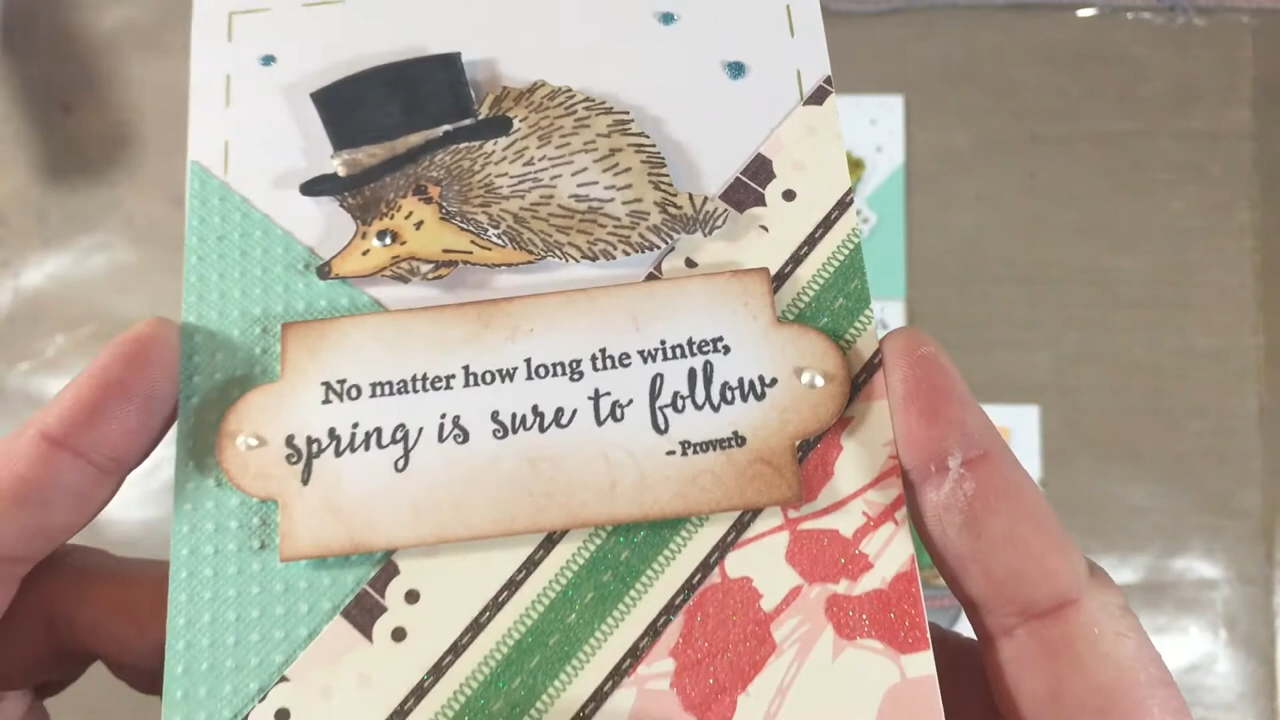 No matter how long the winter,
spring is sure to follow
- Proverb